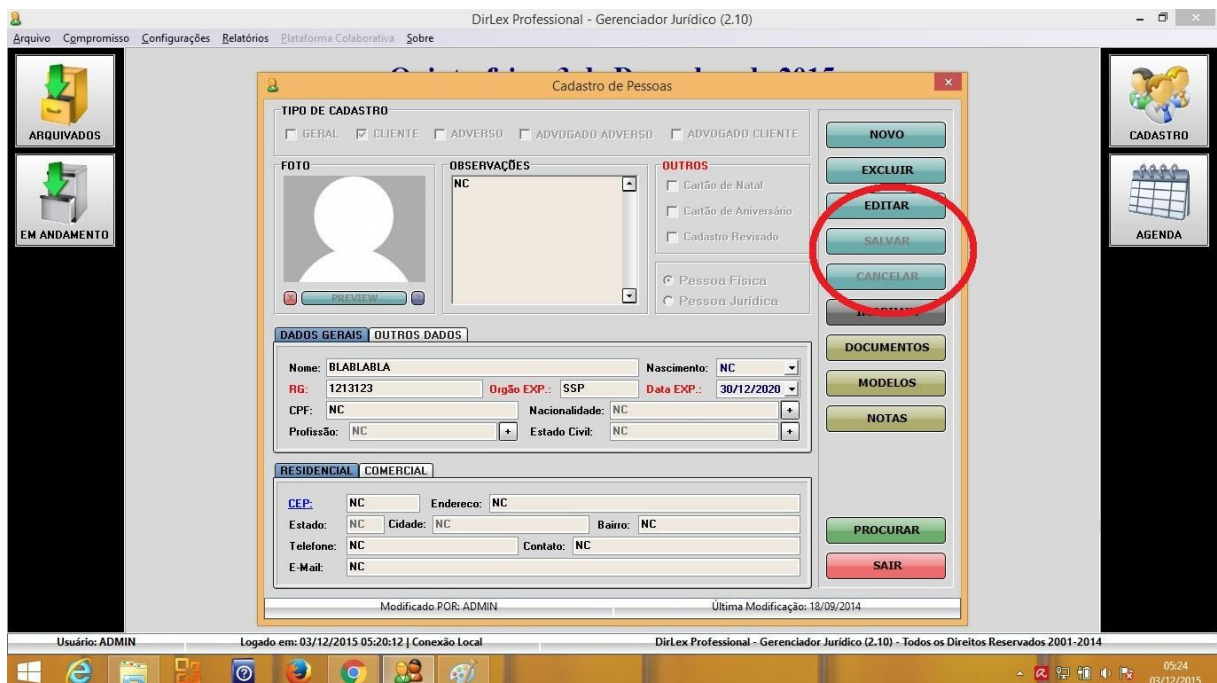 DirLex Professional - Gerenciador Jurídico (2.10)
Arquivo Compromisso Configurações Relatórios Plataforma Colaborativa Sobre
ARQUIVADOS
EM ANDAMENTO
CADASTRO
AGENDA
Cadastro de Pessoas
TIPO DE CADASTRO
GERAL CLIENTE ADVERSO ADVOGADO ADVERSO ADVOGADO CLIENTE
FOTO
PREVIEW
OBSERVAÇÕES
NC
OUTROS
Cartão de Natal
Cartão de Aniversário
Cadastro Revisado
Pessoa Física
Pessoa Jurídica
NOVO
EXCLUIR
EDITAR
SALVAR
CANCELAR
IMPRIMIR
DOCUMENTOS
MODELOS
NOTAS
PROCURAR
SAIR
DADOS GERAIS OUTROS DADOS
Nome: BLABLABLA Nascimento: NC
RG: 1213123 Orgão EXP.: SSP Data EXP.: 30/12/2020
CPF: NC Nacionalidade: NC +
Profissão: NC + Estado Civil: NC +
RESIDENCIAL COMERCIAL
CEP: NC Endereco: NC
Estado: NC Cidade: NC Bairro: NC
Telefone: NC Contato: NC
E-Mail: NC
Modificado POR: ADMIN Última Modificação: 18/09/2014
Usuário: ADMIN Logado em: 03/12/2015 05:20:12 | Conexão Local DirLex Professional - Gerenciador Jurídico (2.10) - Todos os Direitos Reservados 2001-2014
05:24
03/12/2015